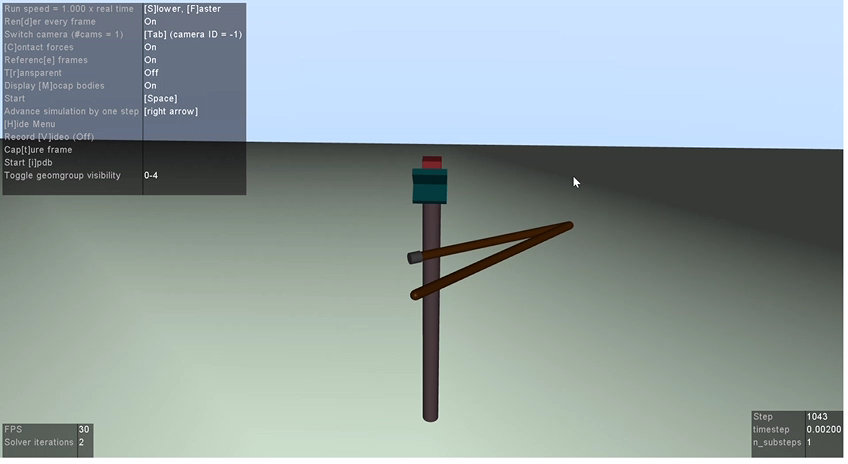 Run speed = 1.000 x real time [S]lower, [F]aster
Ren[d]er every frame On
Switch camera (#cams = 1) [Tab] (camera ID = -1)
[C]ontact forces On
Referenc[e] frames On
T[r]ansparent Off
Display [M]ocap bodies On
Start [Space]
Advance simulation by one step [right arrow]
[H]ide Menu
Record [V]ideo (Off)
Cap[t]ure frame
Start [i]pdb
Toggle geomgroup visibility 0-4
FPS 30
Solver iterations 2
Step 1043
timestep 0.00200
n_substeps 1